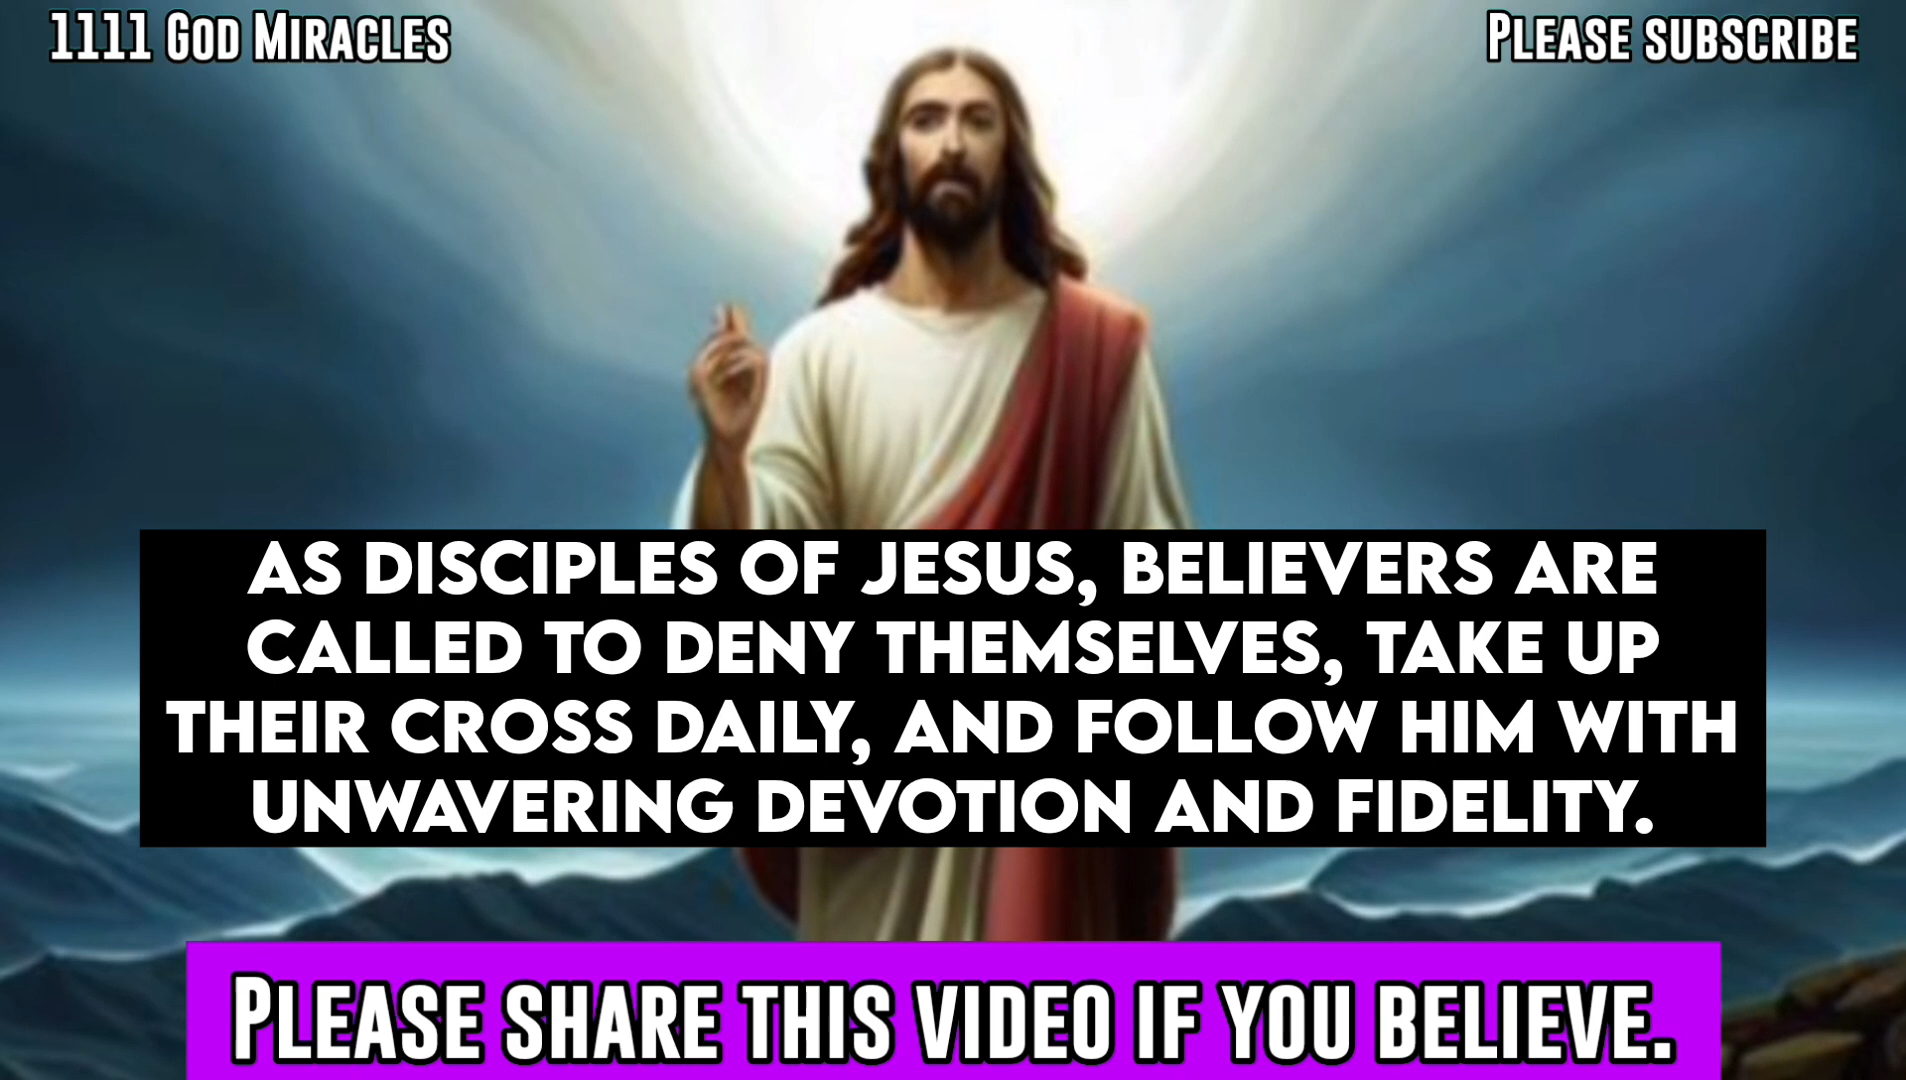 1111 God Miracles
Please subscribe
AS DISCIPLES OF JESUS, BELIEVERS ARE
CALLED TO DENY THEMSELVES, TAKE UP
THEIR CROSS DAILY, AND FOLLOW HIM WITH
UNWAVERING DEVOTION AND FIDELITY.
Please share this video if you believe.